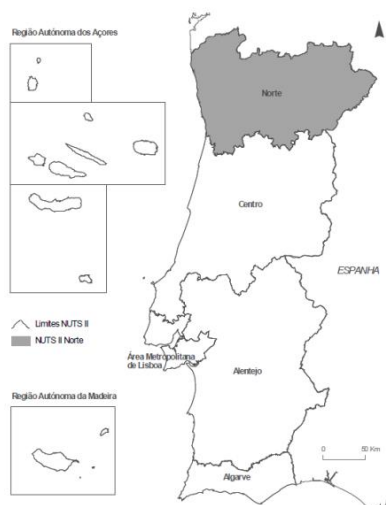 Região Autónoma dos Açores
Norte
Centro
ESPANHA
Limites NUTS II
NUTS II Norte
Área Metropolitana
de Lisboa
Alentejo
Região Autónoma da Madeira
0 50 Km
Algarve